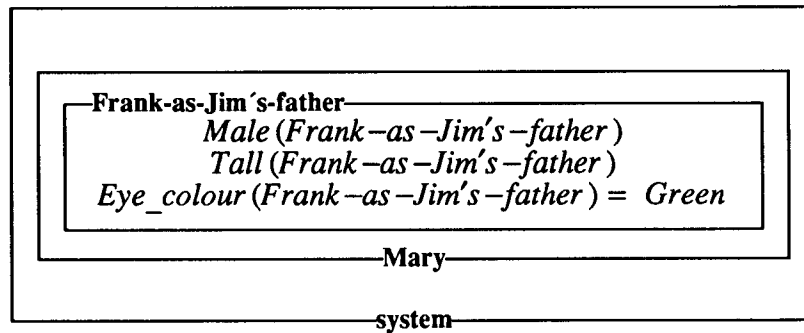 Frank-as-Jim´s-father
Male(Frank-as-Jim's-father)
Tall(Frank-as-Jim's-father)
Eye_colour(Frank-as-Jim's-father) = Green
Mary
system